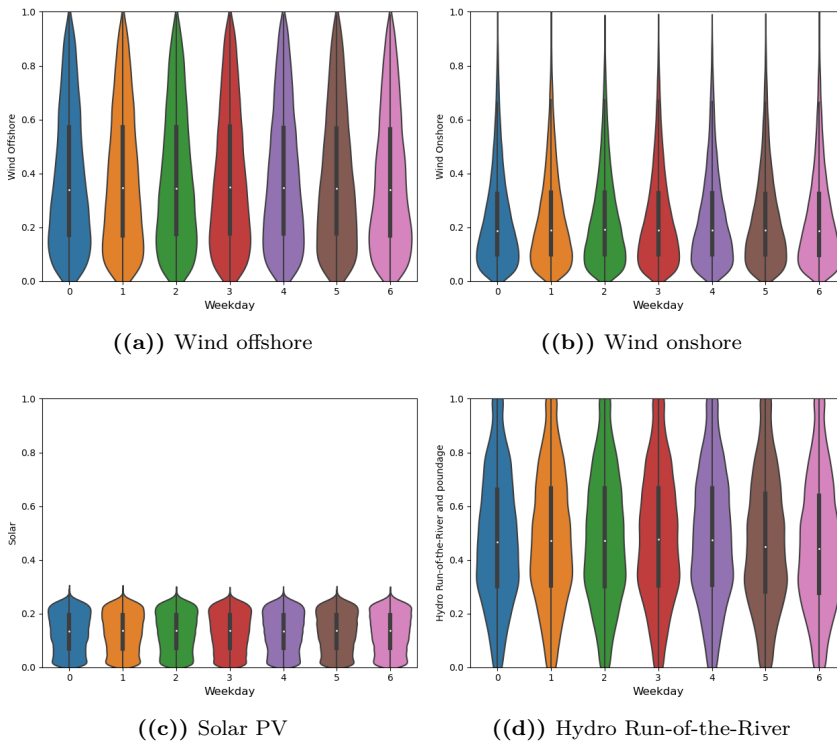 1.0
0.8
0.6
0.4
0.2
0.0
Wind Offshore
0 1 2 3 4 5 6
Weekday
((a)) Wind offshore
1.0
0.8
0.6
0.4
0.2
0.0
Wind Onshore
0 1 2 3 4 5 6
Weekday
((b)) Wind onshore
1.0
0.8
0.6
0.4
0.2
0.0
Solar
0 1 2 3 4 5 6
Weekday
((c)) Solar PV
1.0
0.8
0.6
0.4
0.2
0.0
Hydro Run-of-the-River and poundage
0 1 2 3 4 5 6
Weekday
((d)) Hydro Run-of-the-River